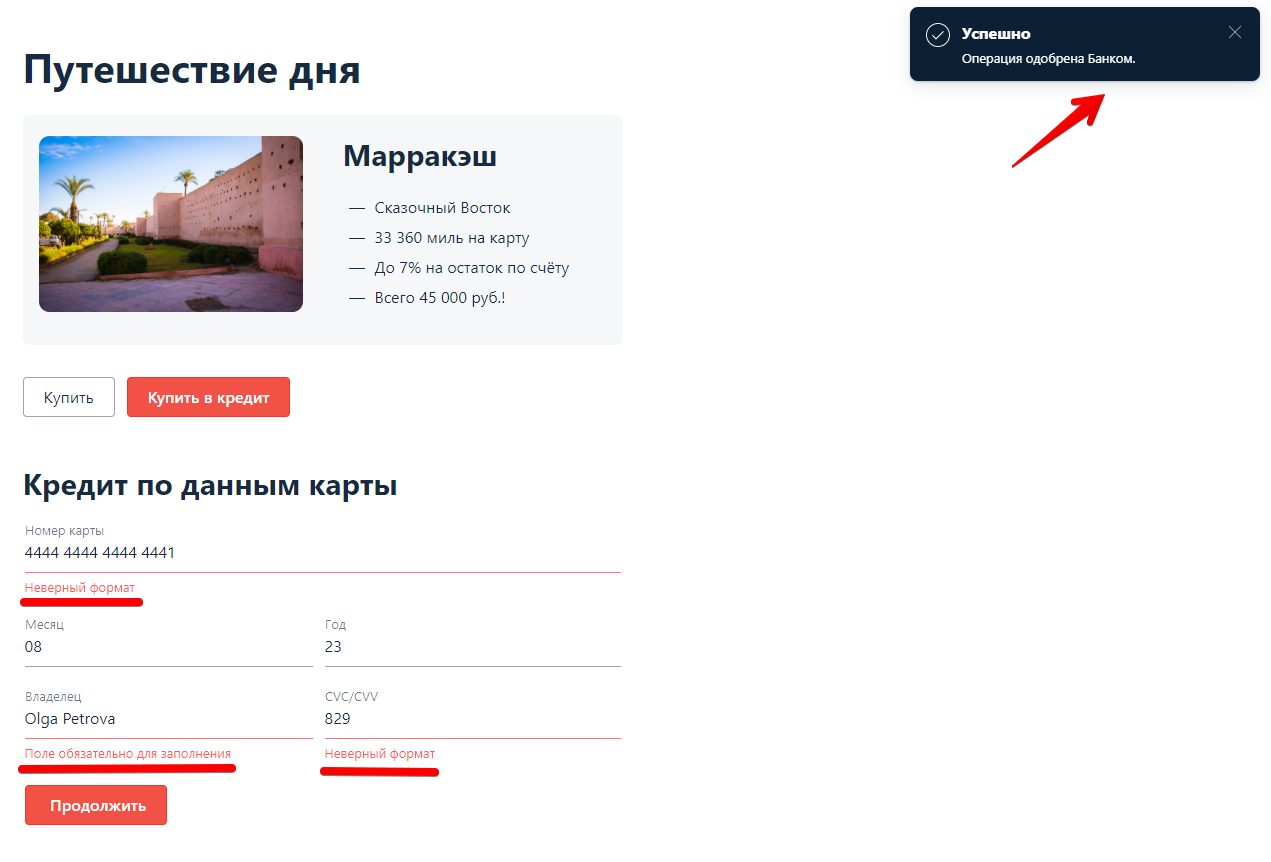 Путешествие дня
Успешно
Операция одобрена Банком.
Марракэш
— Сказочный Восток
— 33 360 миль на карту
— До 7% на остаток по счёту
— Всего 45 000 руб.!
Купить
Купить в кредит
Кредит по данным карты
Номер карты
4444 4444 4444 4441
Неверный формат
Месяц
Год
08
23
Владелец
CVC/CVV
Olga Petrova
829
Поле обязательно для заполнения
Неверный формат
Продолжить